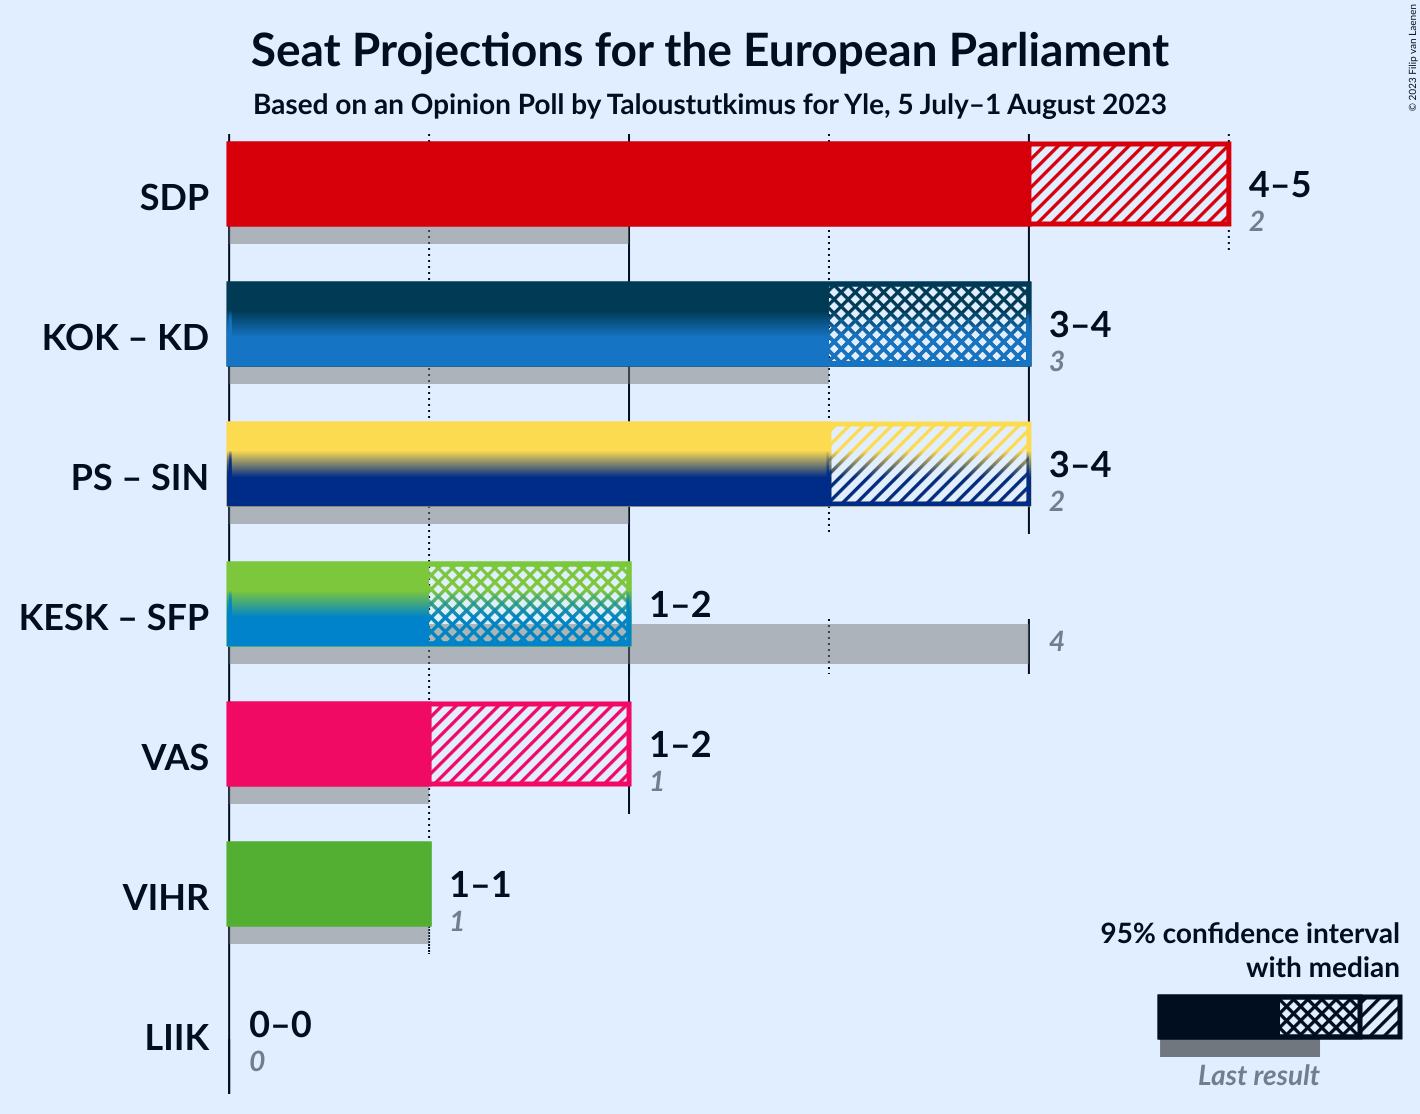 Seat Projections for the European Parliament
Based on an Opinion Poll by Taloustutkimus for Yle, 5 July–1 August 2023
© 2023 Filip van Laenen
SDP
4–5
2
KOK – KD
3–4
3
PS – SIN
3–4
2
KESK – SFP
1–2
4
VAS
1–2
1
VIHR
1–1
1
LIIK
0–0
0
95% confidence interval
with median
Last result